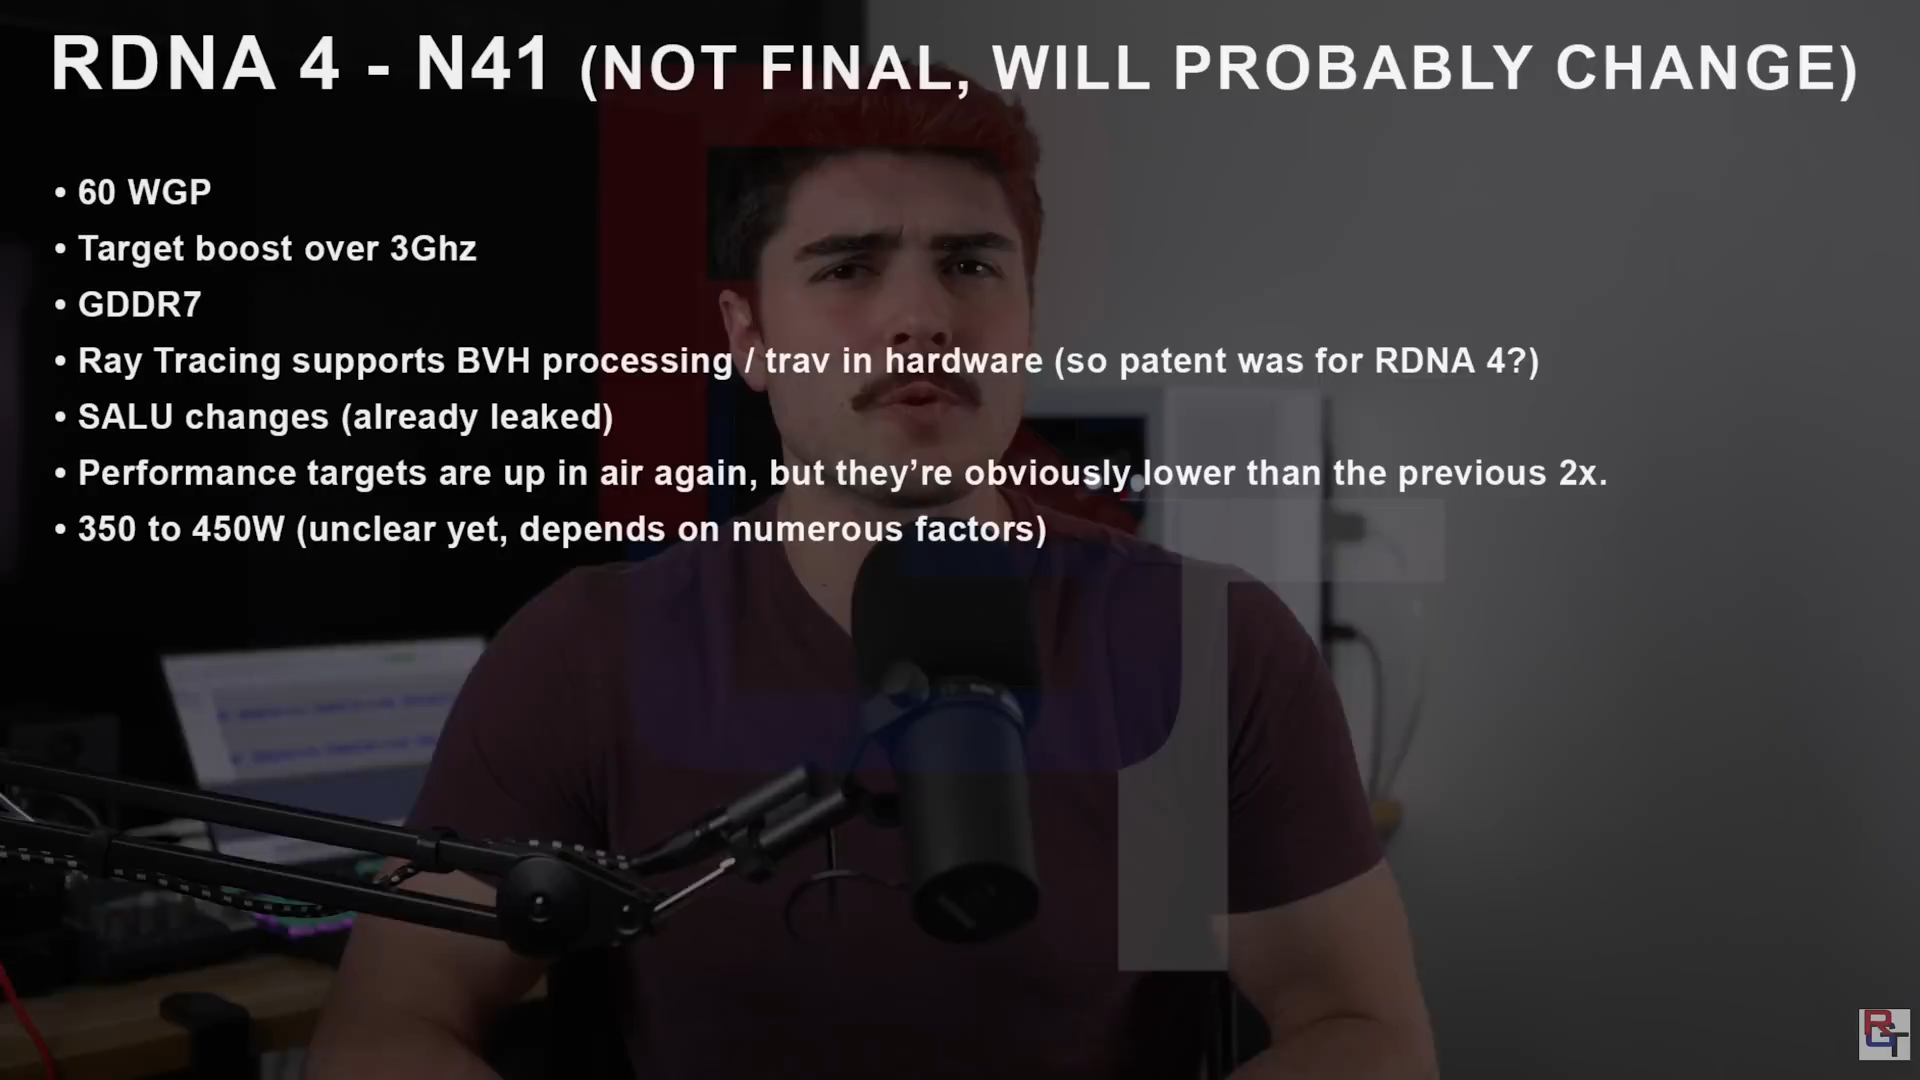 RDNA 4 - N41 (NOT FINAL, WILL PROBABLY CHANGE)
• 60 WGP
• Target boost over 3Ghz
• GDDR7
• Ray Tracing supports BVH processing / trav in hardware (so patent was for RDNA 4?)
• SALU changes (already leaked)
• Performance targets are up in air again, but they’re obviously lower than the previous 2x.
• 350 to 450W (unclear yet, depends on numerous factors)
RGT